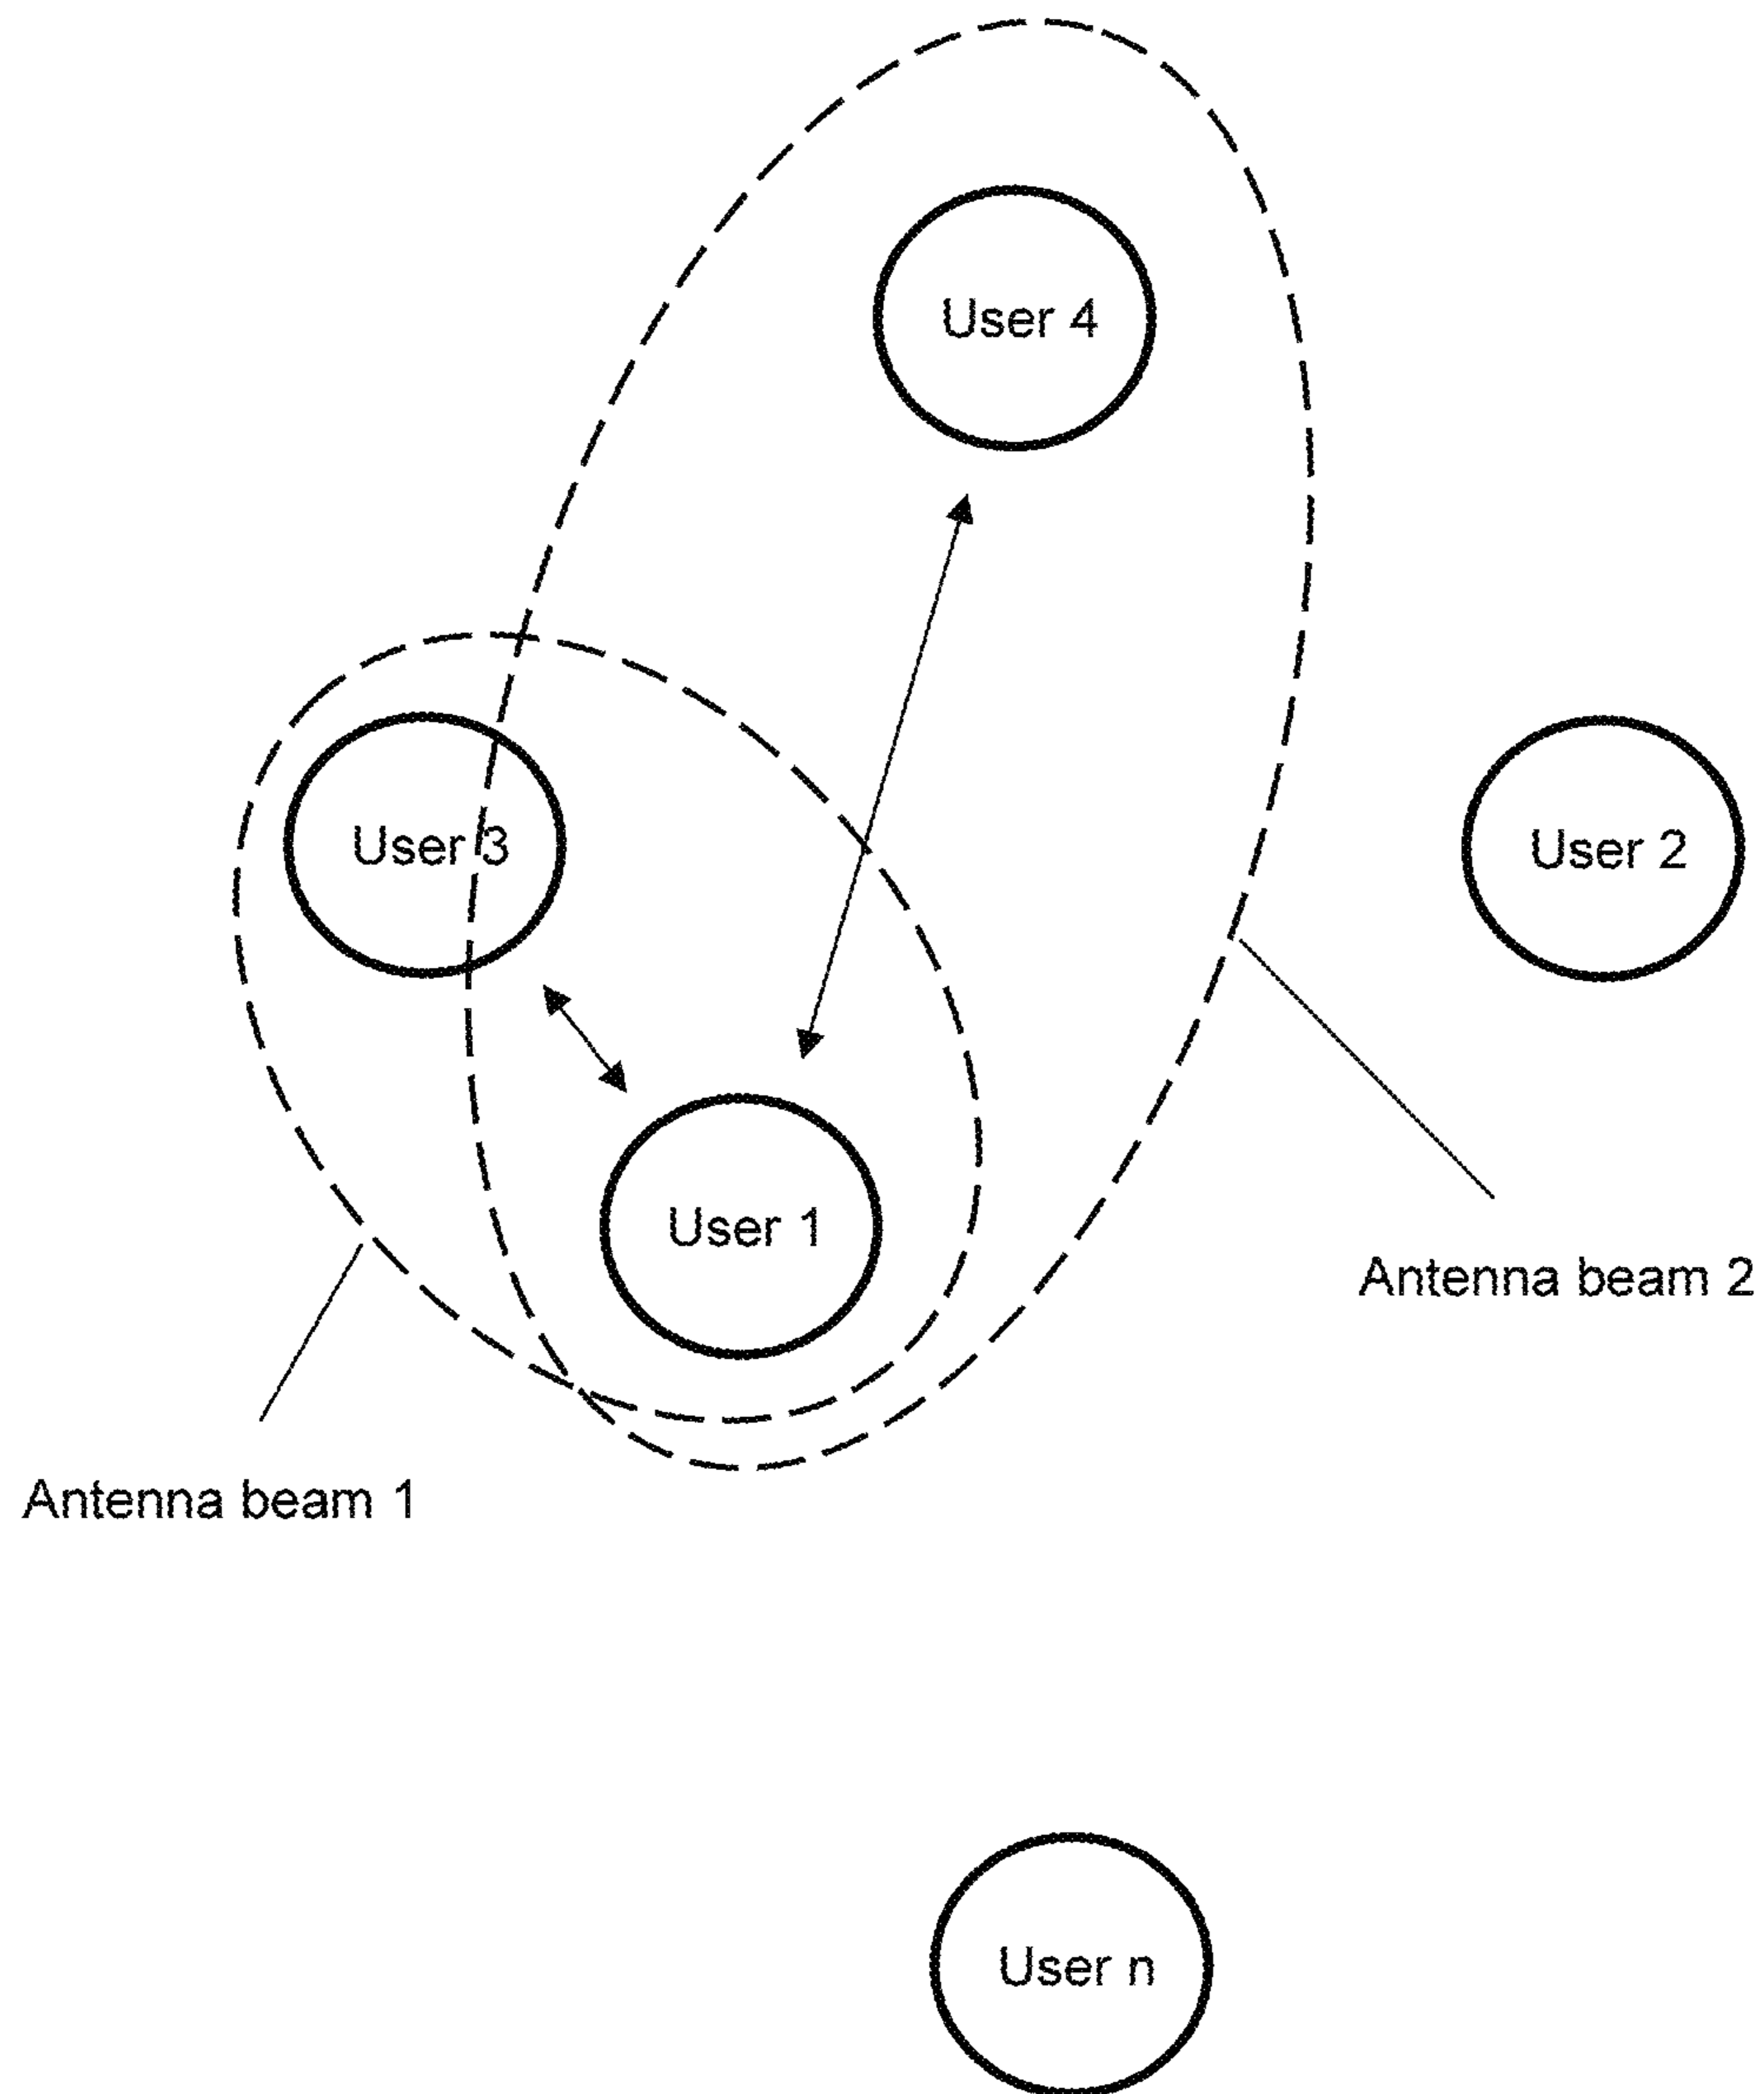 User 4
User 3
User 2
User 1
Antenna beam 2
Antenna beam 1
User n